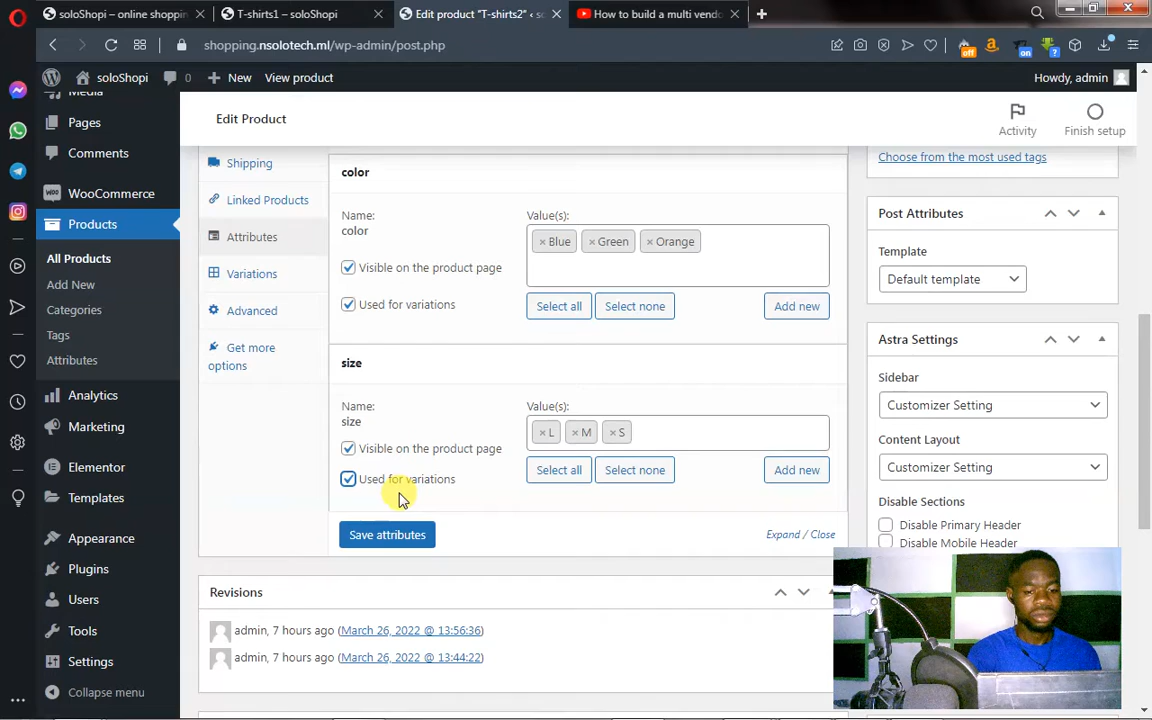 soloShopi – online shoppin
T-shirts1 – soloShopi
Edit product "T-shirts2" ‹ so
How to build a multi vendo
shopping.nsolotech.ml/wp-admin/post.php
off
on
?
soloShopi
0
New
View product
Howdy, admin
Media
Pages
Comments
WooCommerce
Products
All Products
Add New
Categories
Tags
Attributes
Analytics
Marketing
Elementor
Templates
Appearance
Plugins
Users
Tools
Settings
Collapse menu
Edit Product
Activity
Finish setup
Shipping
Linked Products
Attributes
Variations
Advanced
Get more
options
color
Name:
color
Visible on the product page
Used for variations
Value(s):
× Blue × Green × Orange
Select all
Select none
Add new
size
Name:
size
Visible on the product page
Used for variations
Value(s):
× L × M × S
Select all
Select none
Add new
Save attributes
Expand / Close
Revisions
admin, 7 hours ago (March 26, 2022 @ 13:56:36)
admin, 7 hours ago (March 26, 2022 @ 13:44:22)
Choose from the most used tags
Post Attributes
Template
Default template
Astra Settings
Sidebar
Customizer Setting
Content Layout
Customizer Setting
Disable Sections
Disable Primary Header
Disable Mobile Header